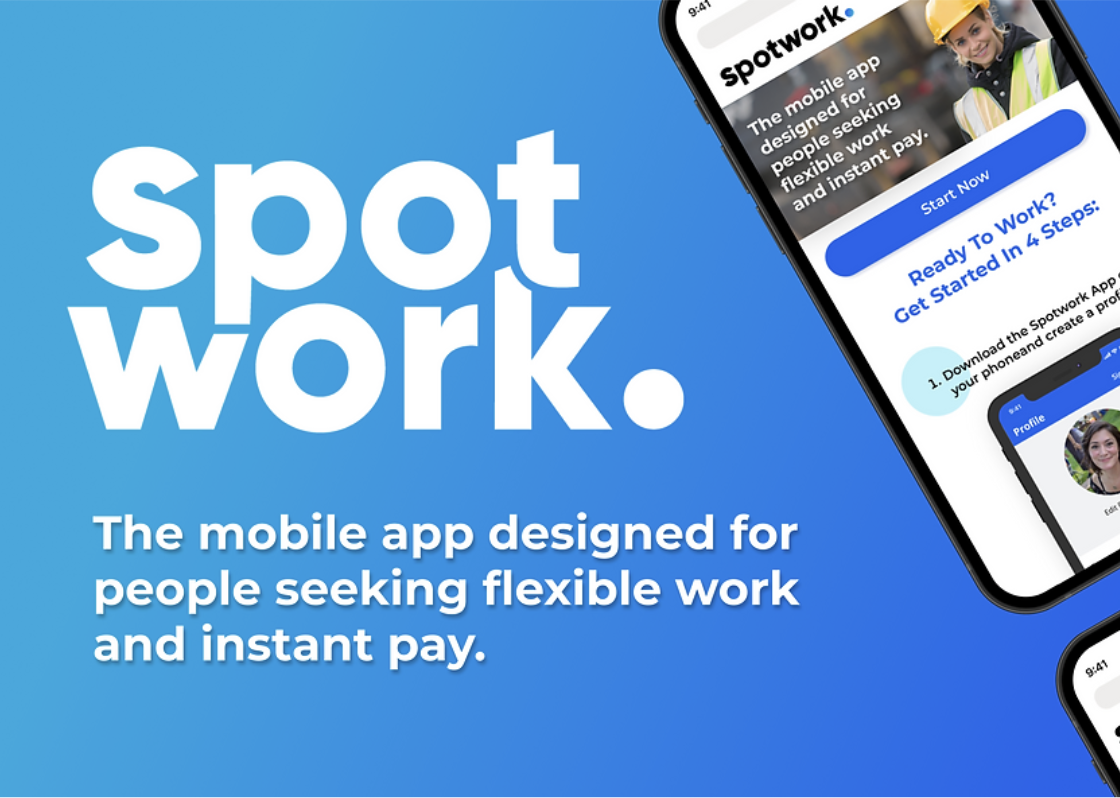 spot
work.
The mobile app designed for
people seeking flexible work
and instant pay.
9:41
spotwork.
The mobile app
designed for
people seeking
flexible work
and instant pay.
Start Now
Ready To Work?
Get Started In 4 Steps:
1. Download the Spotwork App
your phoneand create a
9:41
Profile
Edit
9:41